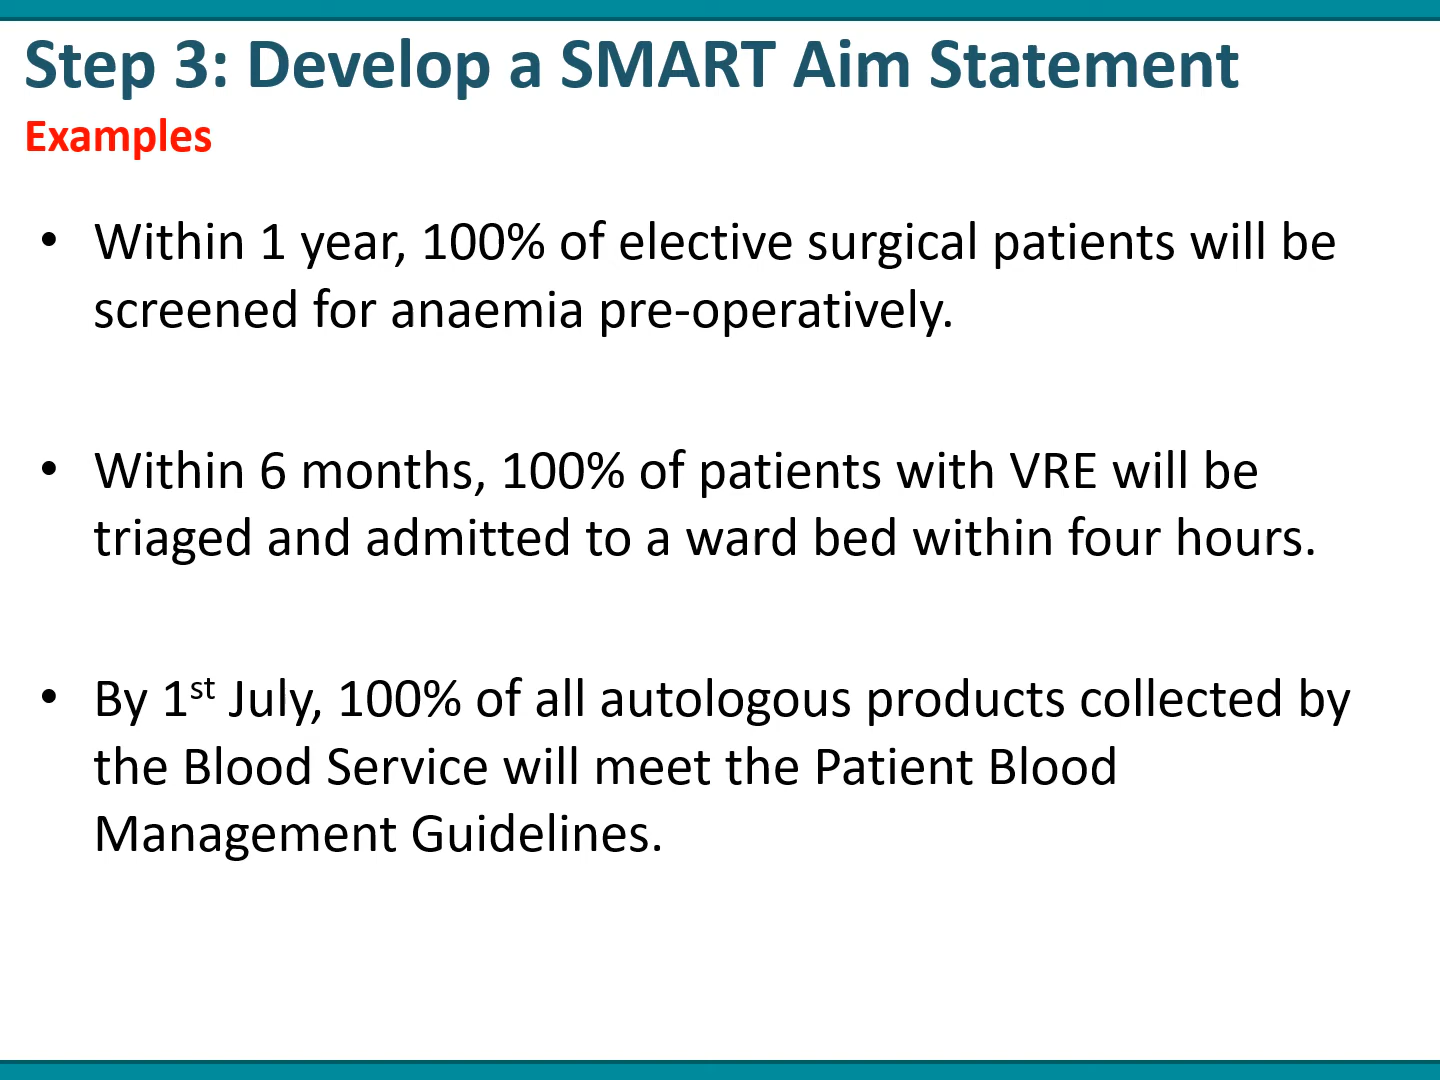 Step 3: Develop a SMART Aim Statement
Examples
• Within 1 year, 100% of elective surgical patients will be
screened for anaemia pre-operatively.
• Within 6 months, 100% of patients with VRE will be
triaged and admitted to a ward bed within four hours.
• By 1st July, 100% of all autologous products collected by
the Blood Service will meet the Patient Blood
Management Guidelines.